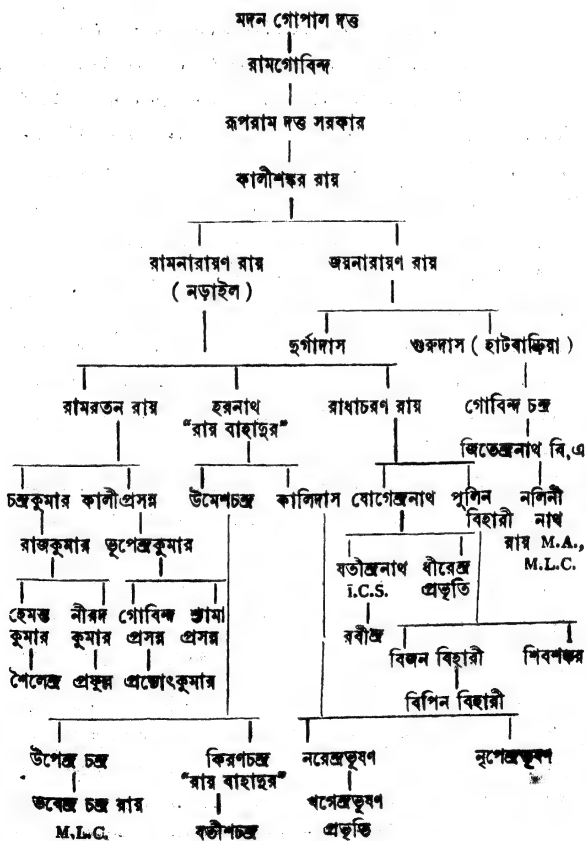 মদন গোপাল দত্ত
রামগোবিন্দ
রূপরাম দত্ত সরকার
কালীশঙ্কর রায়
রামনারায়ণ রায় জয়নারায়ণ রায়
( নড়াইল )
দুর্গাদাস গুরুদাস ( হাটবাড়িয়া )
রামরতন রায় হরনাথ রাধাচরণ রায় গোবিন্দ চন্দ্র
"রায় বাহাদুর"
জিতেন্দ্রনাথ বি,এ
চন্দ্রকুমার কালীপ্রসন্ন উমেশচন্দ্র কালিদাস যোগেন্দ্রনাথ পুলিন নলিনী
বিহারী নাথ
রাজকুমার ভূপেন্দ্রকুমার রায় M.A.,
যতীন্দ্রনাথ ধীরেন্দ্র M.L.C.
I.C.S. প্রভৃতি
হেমন্ত নীরদ গোবিন্দ শ্যামা
কুমার কুমার প্রসন্ন প্রসন্ন রবীন্দ্র
বিজন বিহারী শিবশঙ্কর
শৈলেন্দ্র প্রফুল্ল প্রদ্যোৎকুমার
বিপিন বিহারী
উপেন্দ্র চন্দ্র কিরণচন্দ্র নরেন্দ্রভূষণ নৃপেন্দ্রভূষণ
"রায় বাহাদুর"
ভবেন্দ্র চন্দ্র রায় খগেন্দ্রভূষণ
M.L.C. যতীশচন্দ্র প্রভৃতি